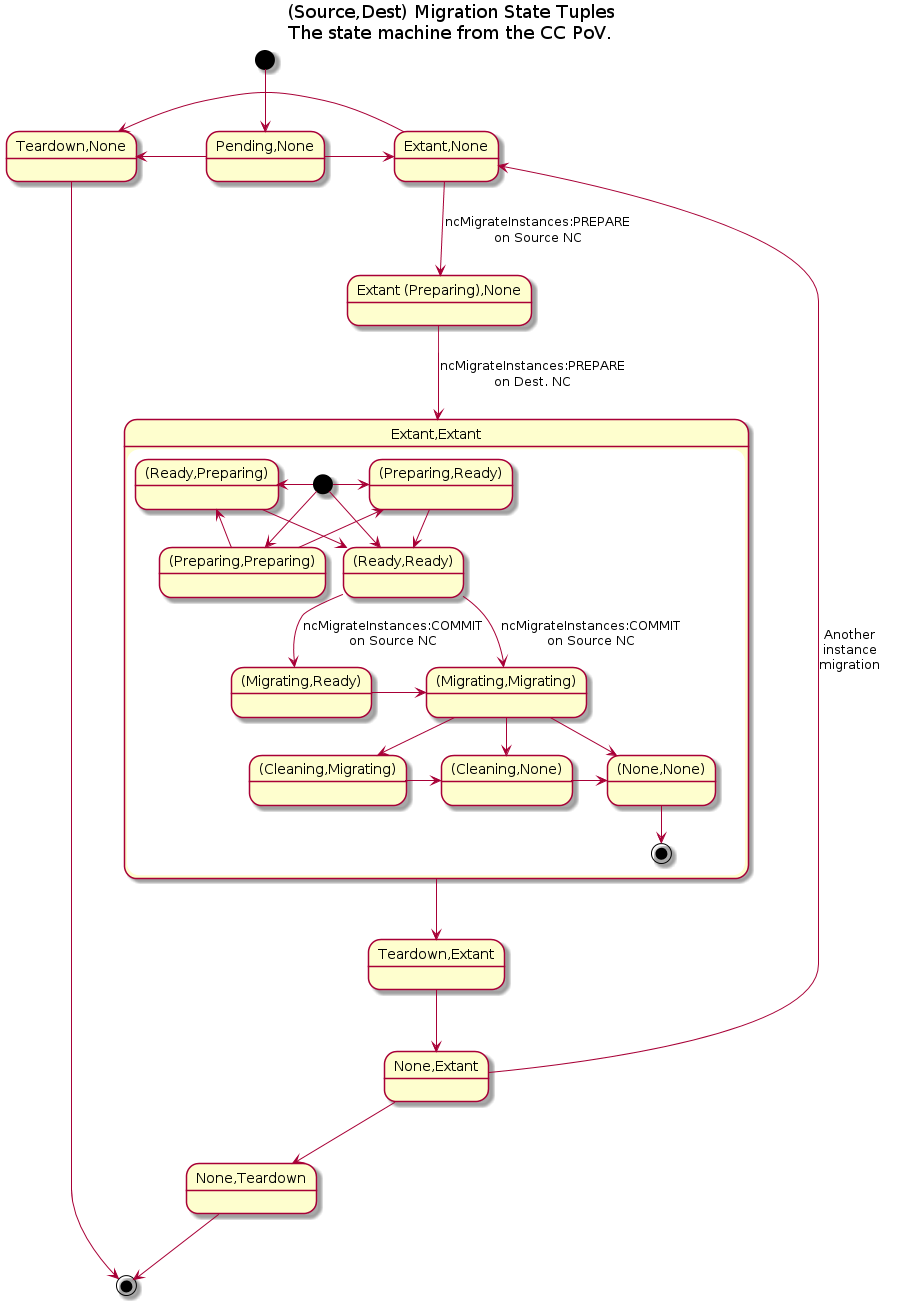 (Source,Dest) Migration State Tuples
The state machine from the CC PoV.
Teardown,None
Pending,None
Extant,None
ncMigrateInstances:PREPARE
on Source NC
Extant (Preparing),None
ncMigrateInstances:PREPARE
on Dest. NC
Extant,Extant
(Ready,Preparing)
(Preparing,Ready)
(Preparing,Preparing)
(Ready,Ready)
ncMigrateInstances:COMMIT
on Source NC
ncMigrateInstances:COMMIT
on Source NC
Another
instance
migration
(Migrating,Ready)
(Migrating,Migrating)
(Cleaning,Migrating)
(Cleaning,None)
(None,None)
Teardown,Extant
None,Extant
None,Teardown